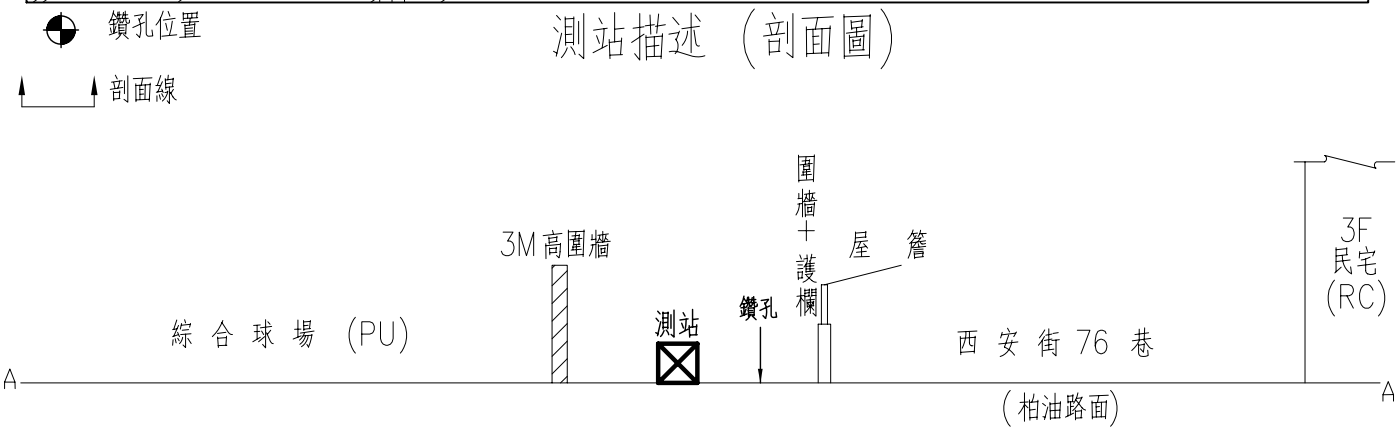 鑽孔位置
測站描述 (剖面圖)
剖面線
圍牆+護欄
3M高圍牆
屋簷
3F
民宅
(RC)
綜合球場 (PU)
測站
鑽孔
西安街76巷
A
A
(柏油路面)